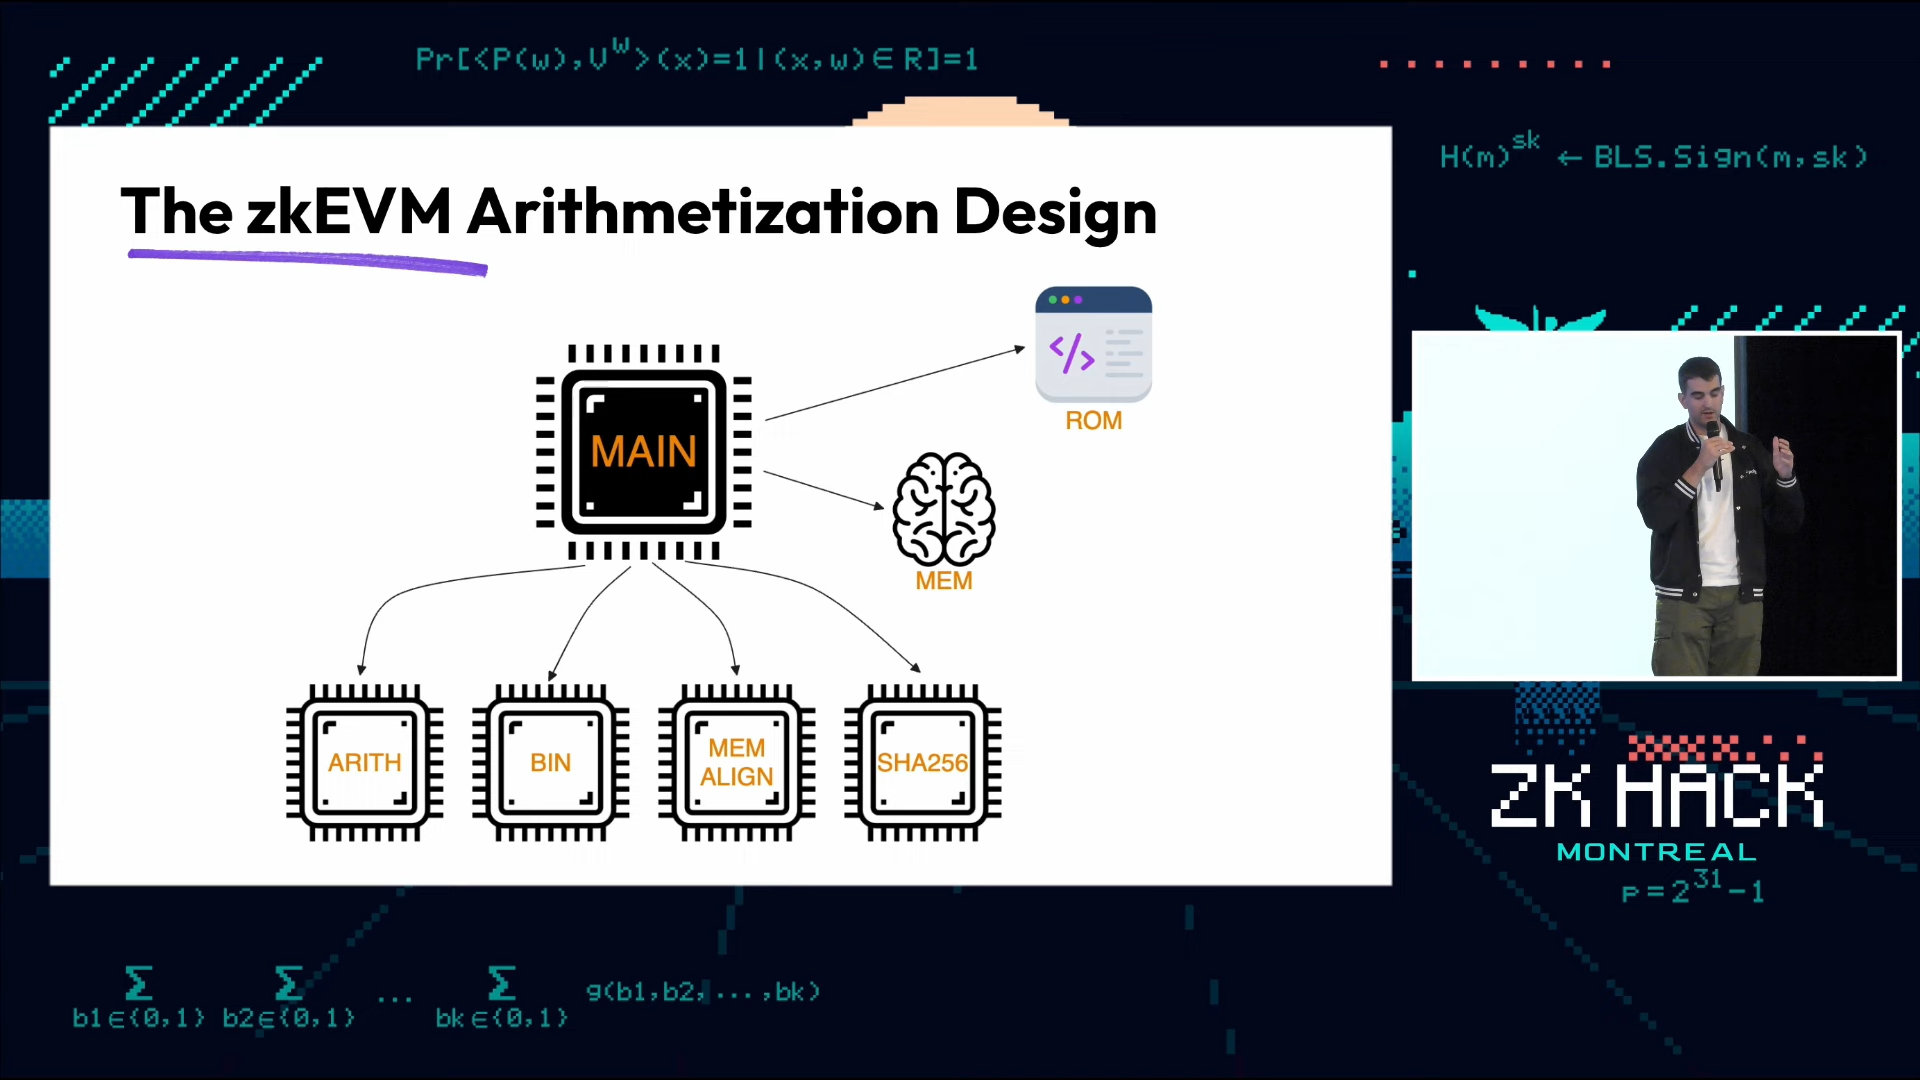 Pr[<P(w),V^w>(x)=1|(x,w)∈R]=1
H(m)^sk ← BLS.Sign(m,sk)
The zkEVM Arithmetization Design
</>
ROM
MAIN
MEM
ARITH
BIN
MEM
ALIGN
SHA256
ZK HACK
MONTREAL
p=2^31-1
Σ Σ ... Σ g(b1,b2,...,bk)
b1∈{0,1} b2∈{0,1} bk∈{0,1}